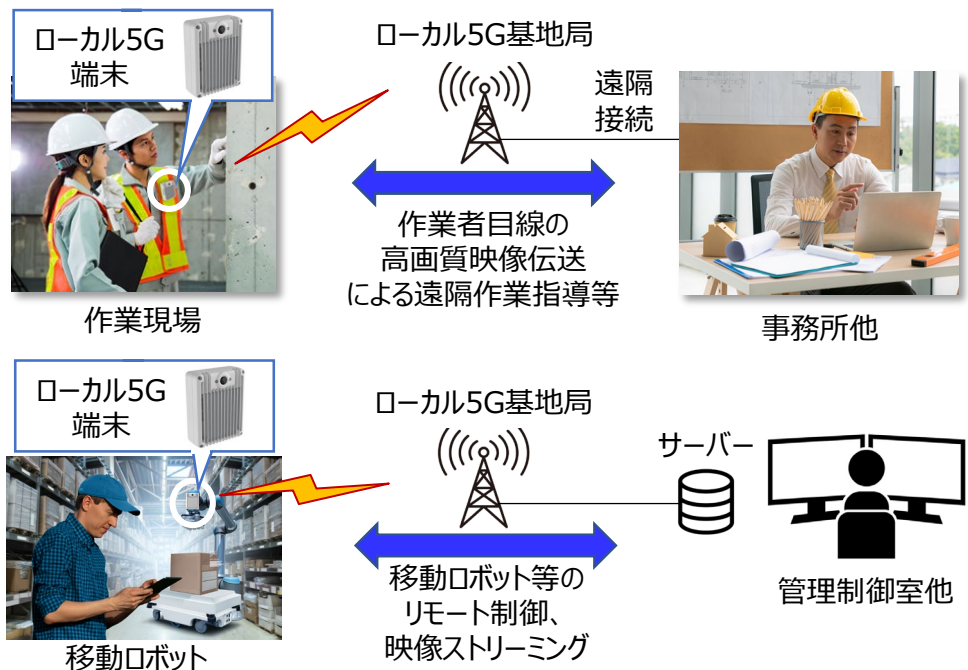 ローカル5G
端末
ローカル5G基地局
遠隔
接続
作業者目線の
高画質映像伝送
による遠隔作業指導等
作業現場
事務所他
ローカル5G
端末
ローカル5G基地局
サーバー
移動ロボット等の
リモート制御、
映像ストリーミング
移動ロボット
管理制御室他